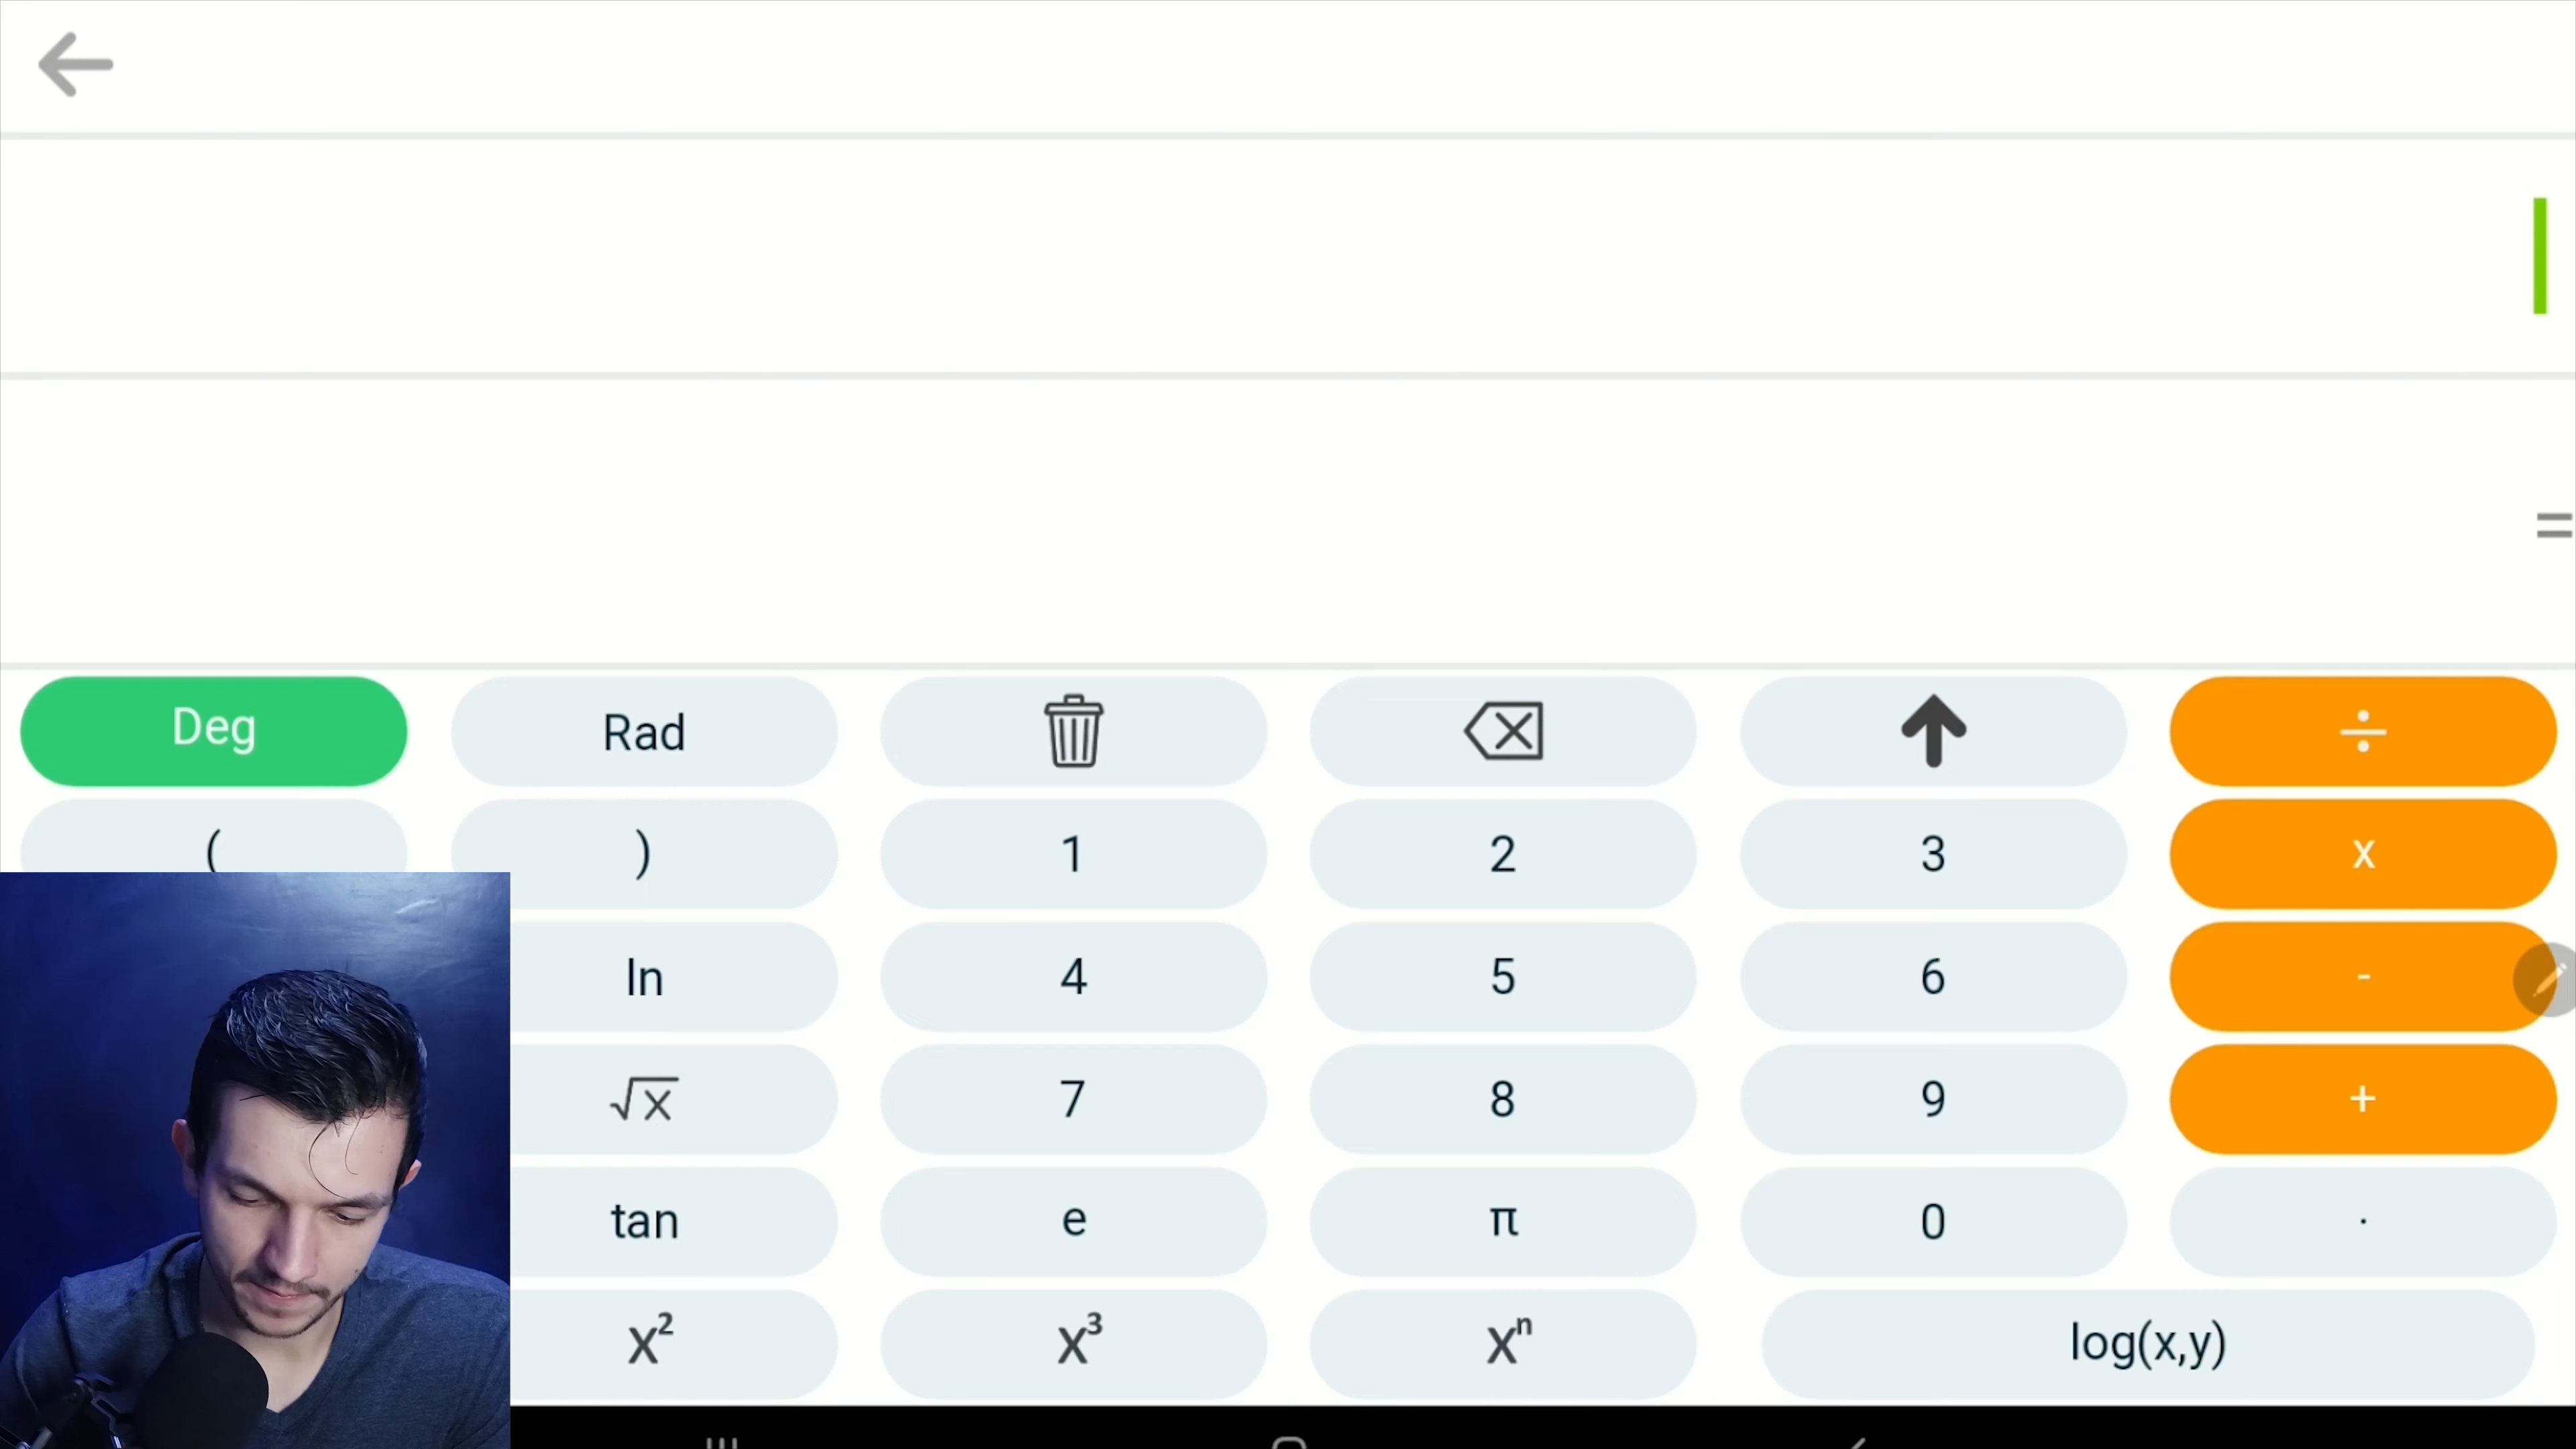 =
Deg Rad ÷
( ) 1 2 3 x
ln 4 5 6 -
√x 7 8 9 +
tan e π 0 .
x² x³ xⁿ log(x,y)